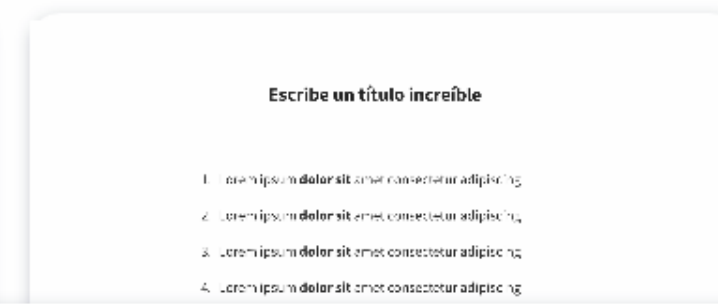 Escribe un título increíble
1. Lorem ipsum dolor sit amet consectetur adipiscing
2. Lorem ipsum dolor sit amet consectetur adipiscing
3. Lorem ipsum dolor sit amet consectetur adipiscing
4. Lorem ipsum dolor sit amet consectetur adipiscing